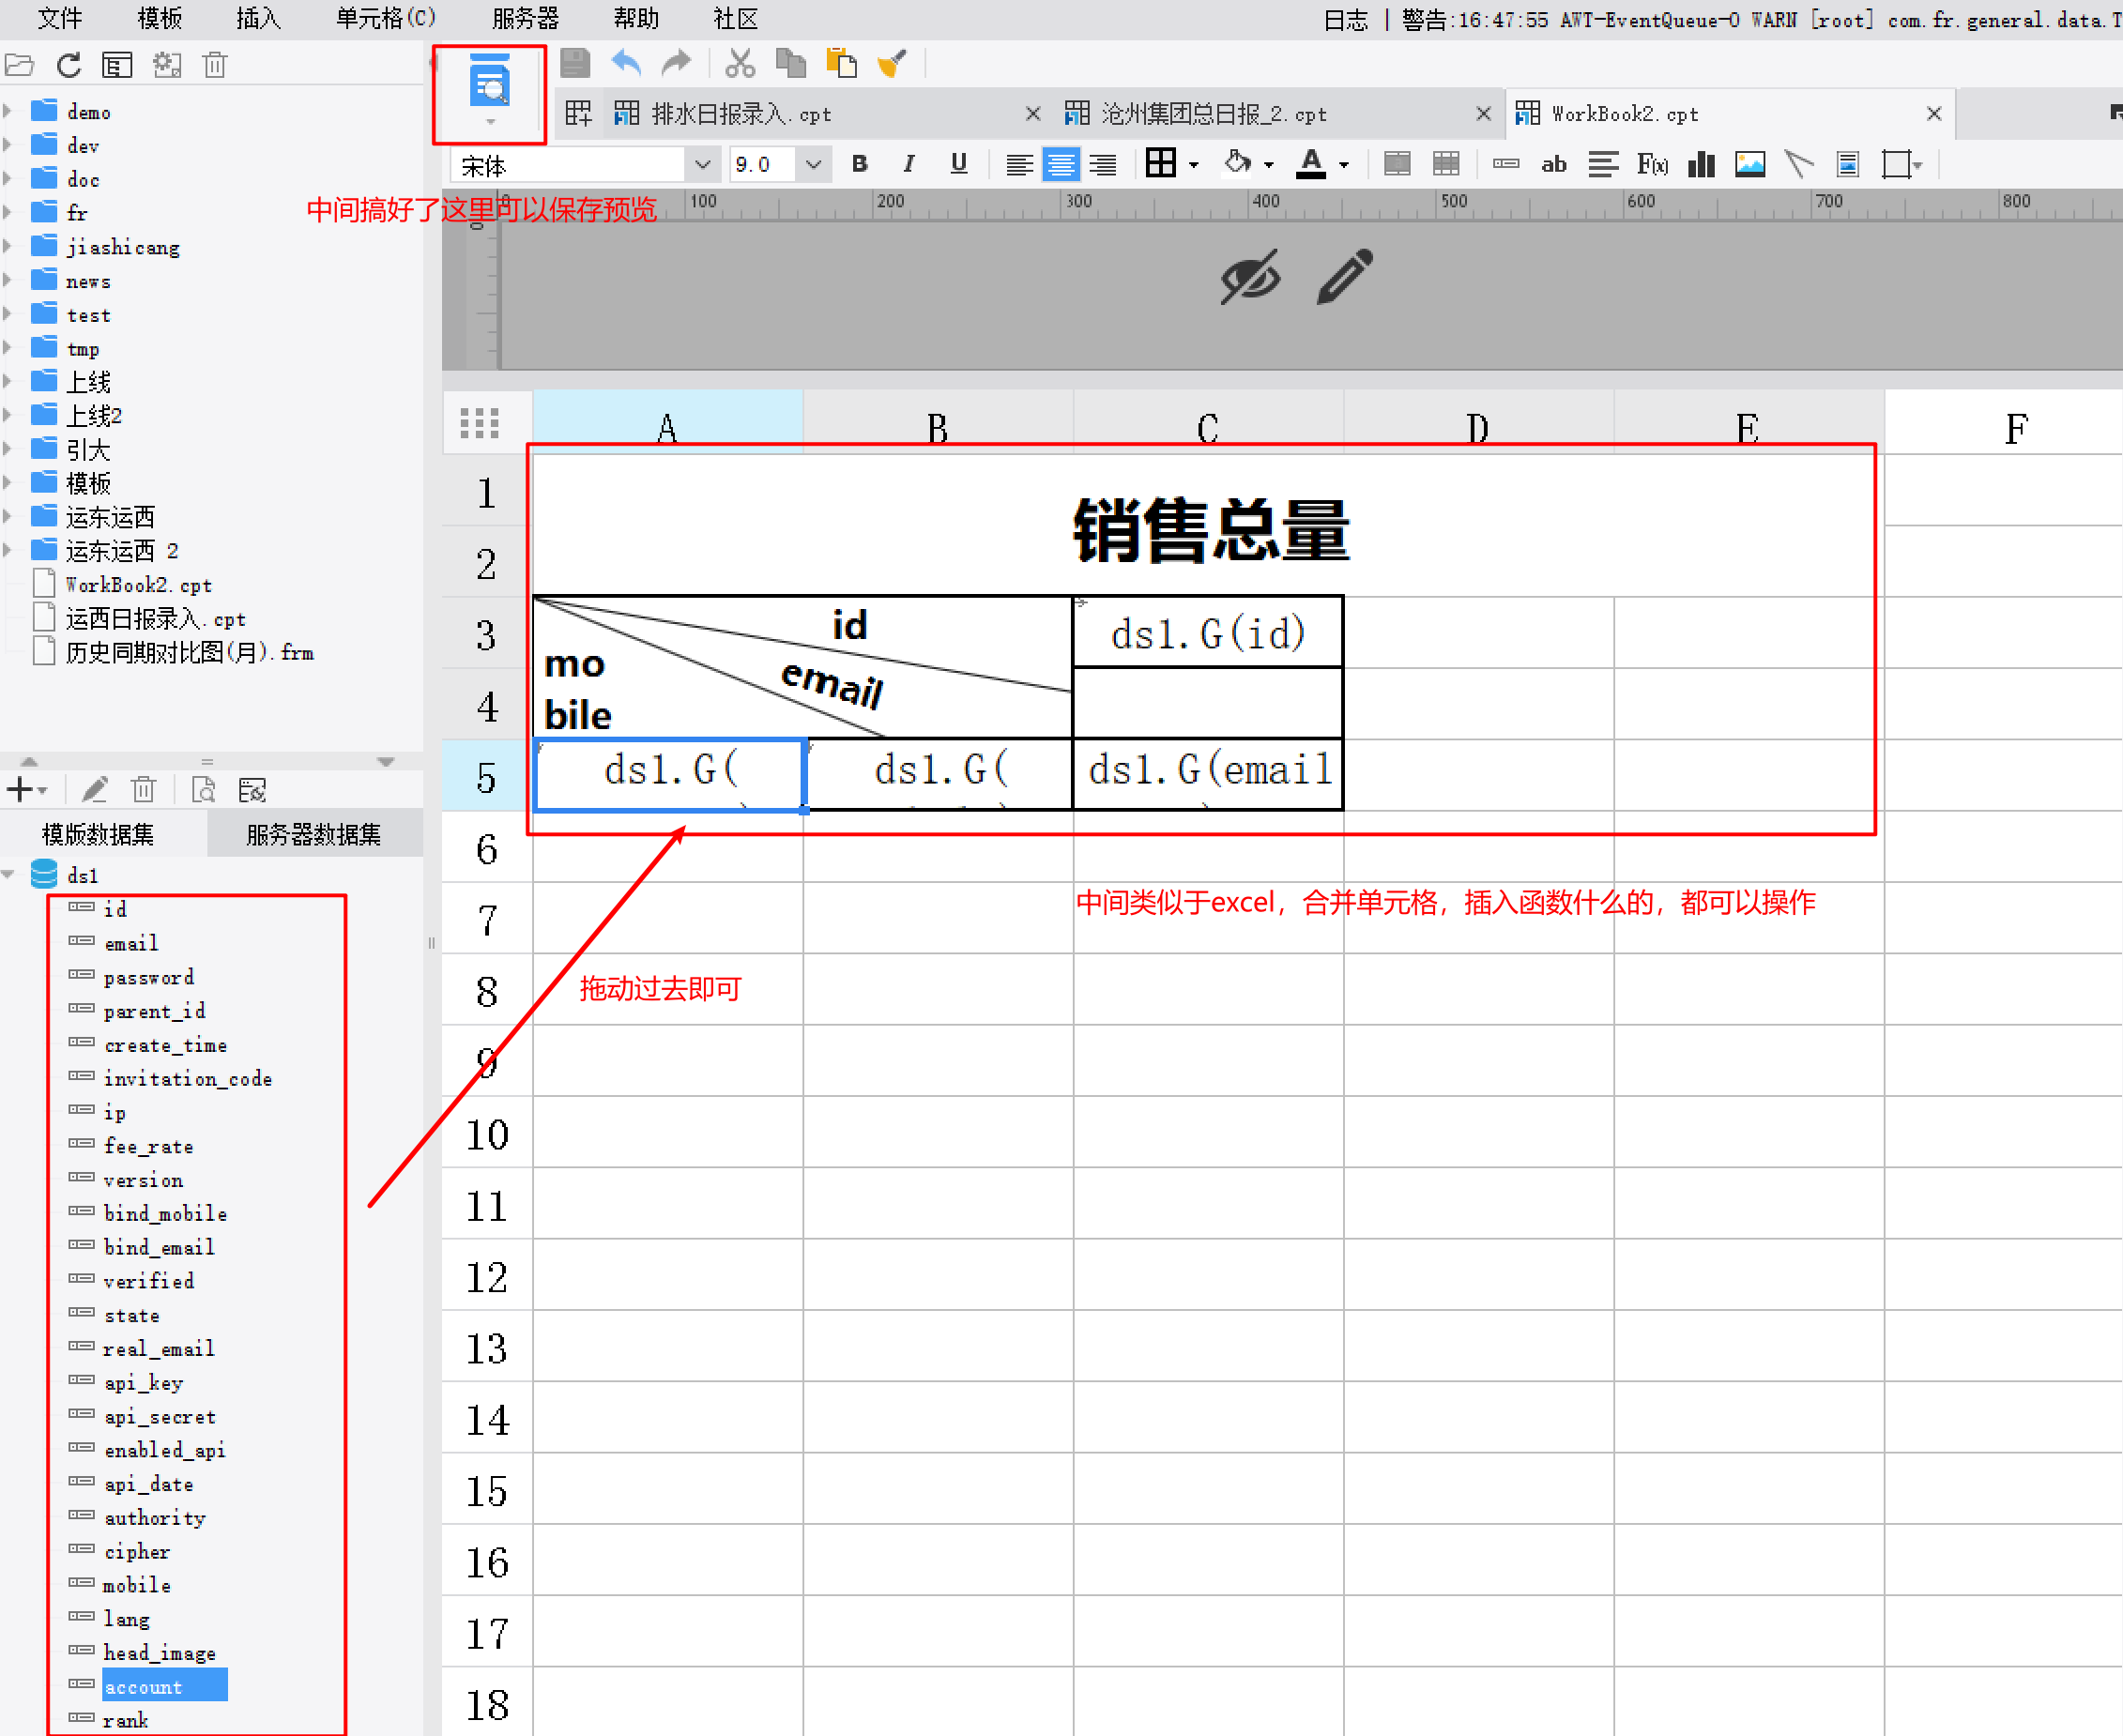 文件 模板 插入 单元格(C) 服务器 帮助 社区 日志 | 警告:16:47:55 AWT-EventQueue-0 WARN [root] com.fr.general.data.T
排水日报录入.cpt 沧州集团总日报_2.cpt WorkBook2.cpt
宋体 9.0 B I U A ab F(x)
中间搞好了这里可以保存预览
0 100 200 300 400 500 600 700 800
0
demo
dev
doc
fr
jiashicang
news
test
tmp
上线
上线2
引大
模板
运东运西
运东运西 2
WorkBook2.cpt
运西日报录入.cpt
历史同期对比图(月).frm
模版数据集 服务器数据集
ds1
id
email
password
parent_id
create_time
invitation_code
ip
fee_rate
version
bind_mobile
bind_email
verified
state
real_email
api_key
api_secret
enabled_api
api_date
authority
cipher
mobile
lang
head_image
account
rank
A B C D E F
1
销售总量
2
3 id ds1.G(id)
mo
email
4 bile
5 ds1.G( ds1.G( ds1.G(email
6
中间类似于excel，合并单元格，插入函数什么的，都可以操作
7
8 拖动过去即可
9
10
11
12
13
14
15
16
17
18